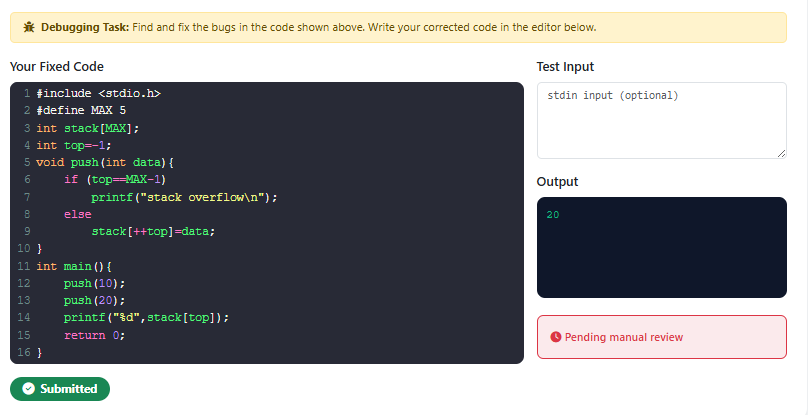 Debugging Task: Find and fix the bugs in the code shown above. Write your corrected code in the editor below.
Your Fixed Code
1 #include <stdio.h>
2 #define MAX 5
3 int stack[MAX];
4 int top=-1;
5 void push(int data){
6     if (top==MAX-1)
7         printf("stack overflow\n");
8     else
9         stack[++top]=data;
10 }
11 int main(){
12     push(10);
13     push(20);
14     printf("%d",stack[top]);
15     return 0;
16 }
Submitted
Test Input
stdin input (optional)
Output
20
Pending manual review